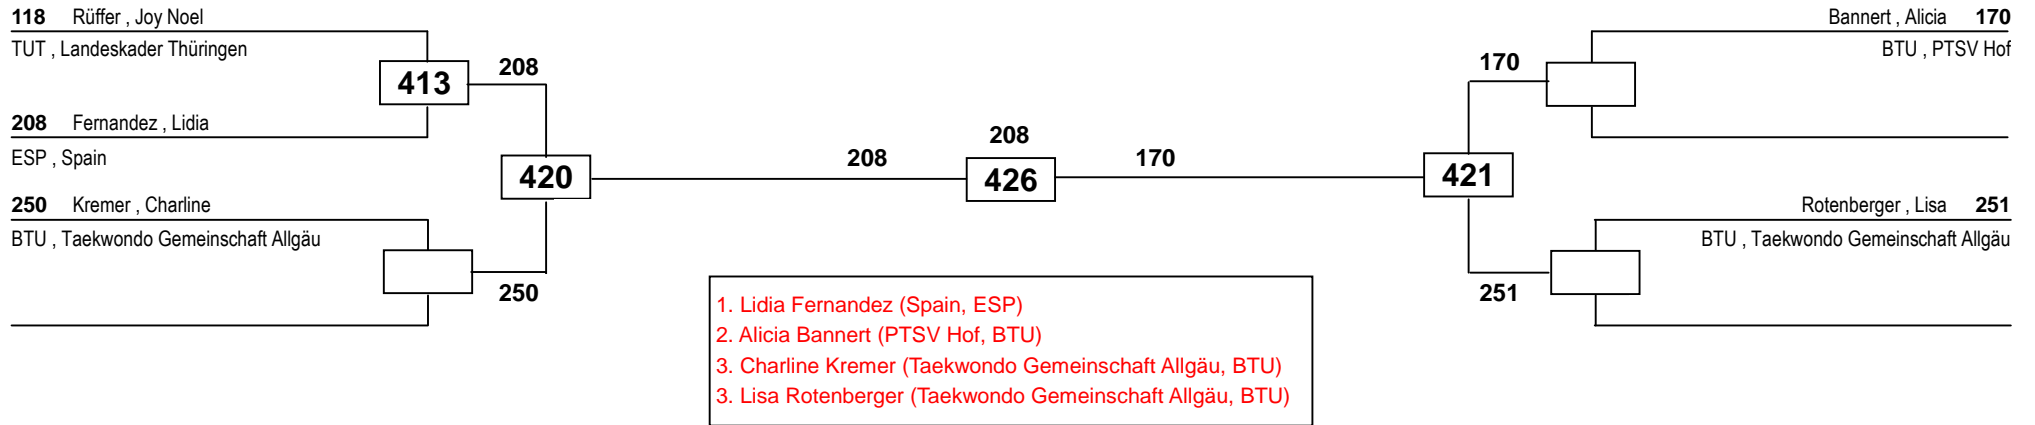 118 Rüffer , Joy Noel
TUT , Landeskader Thüringen
413
208
208 Fernandez , Lidia
ESP , Spain
420
250 Kremer , Charline
BTU , Taekwondo Gemeinschaft Allgäu
250
208
208
426
170
Bannert , Alicia 170
BTU , PTSV Hof
170
421
Rotenberger , Lisa 251
BTU , Taekwondo Gemeinschaft Allgäu
251
1. Lidia Fernandez (Spain, ESP)
2. Alicia Bannert (PTSV Hof, BTU)
3. Charline Kremer (Taekwondo Gemeinschaft Allgäu, BTU)
3. Lisa Rotenberger (Taekwondo Gemeinschaft Allgäu, BTU)